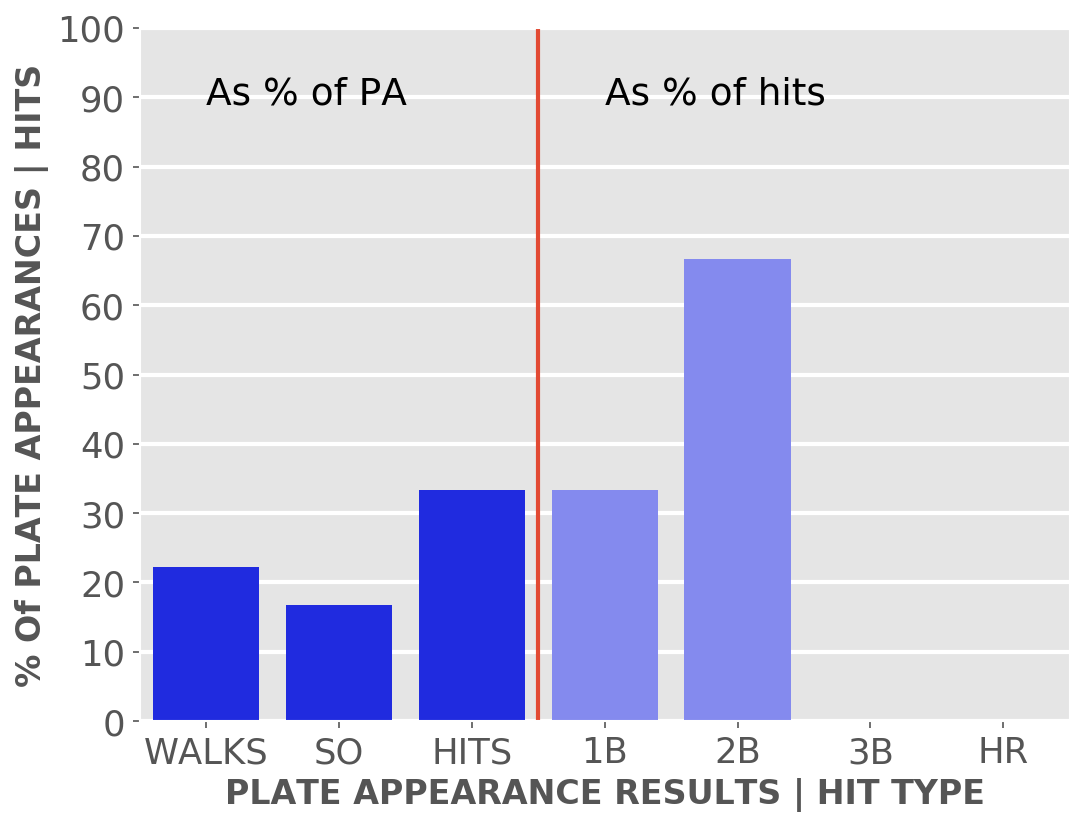 % Of PLATE APPEARANCES | HITS
100
90
80
70
60
50
40
30
20
10
0
As % of PA
As % of hits
WALKS SO HITS 1B 2B 3B HR
PLATE APPEARANCE RESULTS | HIT TYPE